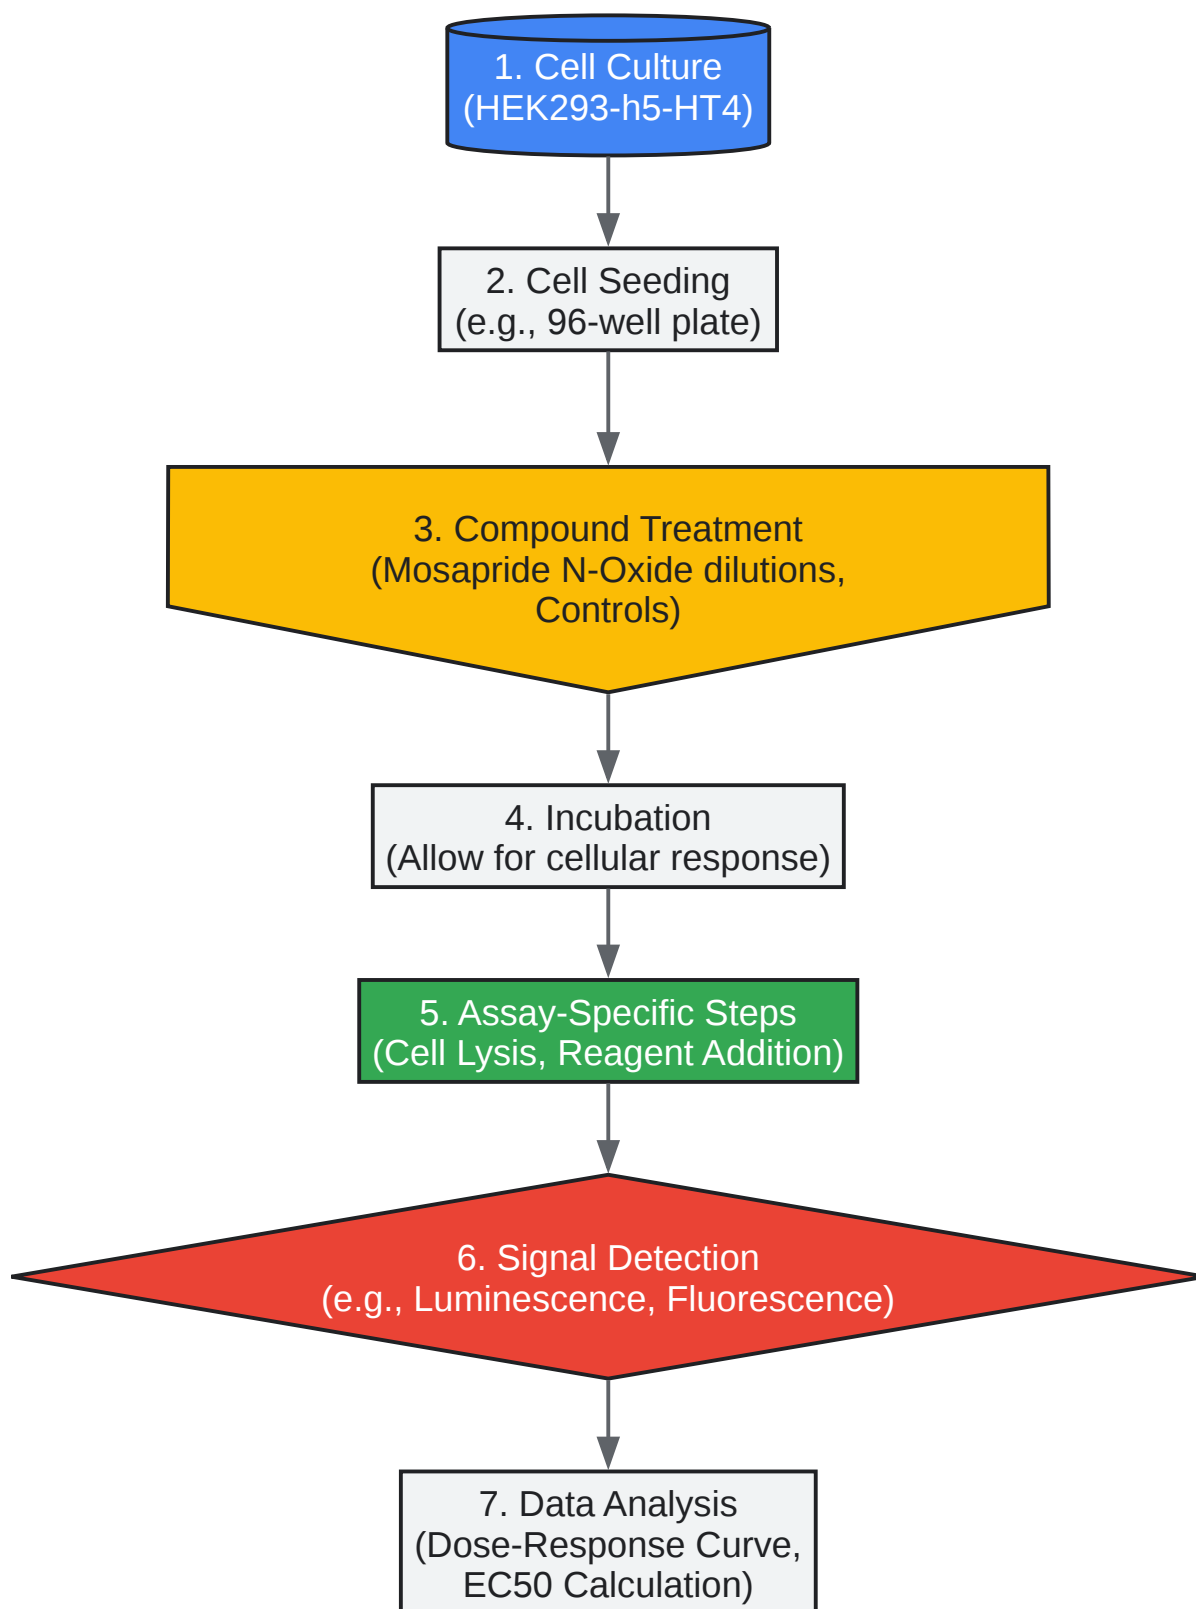 1. Cell Culture
(HEK293-h5-HT4)
2. Cell Seeding
(e.g., 96-well plate)
3. Compound Treatment
(Mosapride N-Oxide dilutions,
Controls)
4. Incubation
(Allow for cellular response)
5. Assay-Specific Steps
(Cell Lysis, Reagent Addition)
6. Signal Detection
(e.g., Luminescence, Fluorescence)
7. Data Analysis
(Dose-Response Curve,
EC50 Calculation)